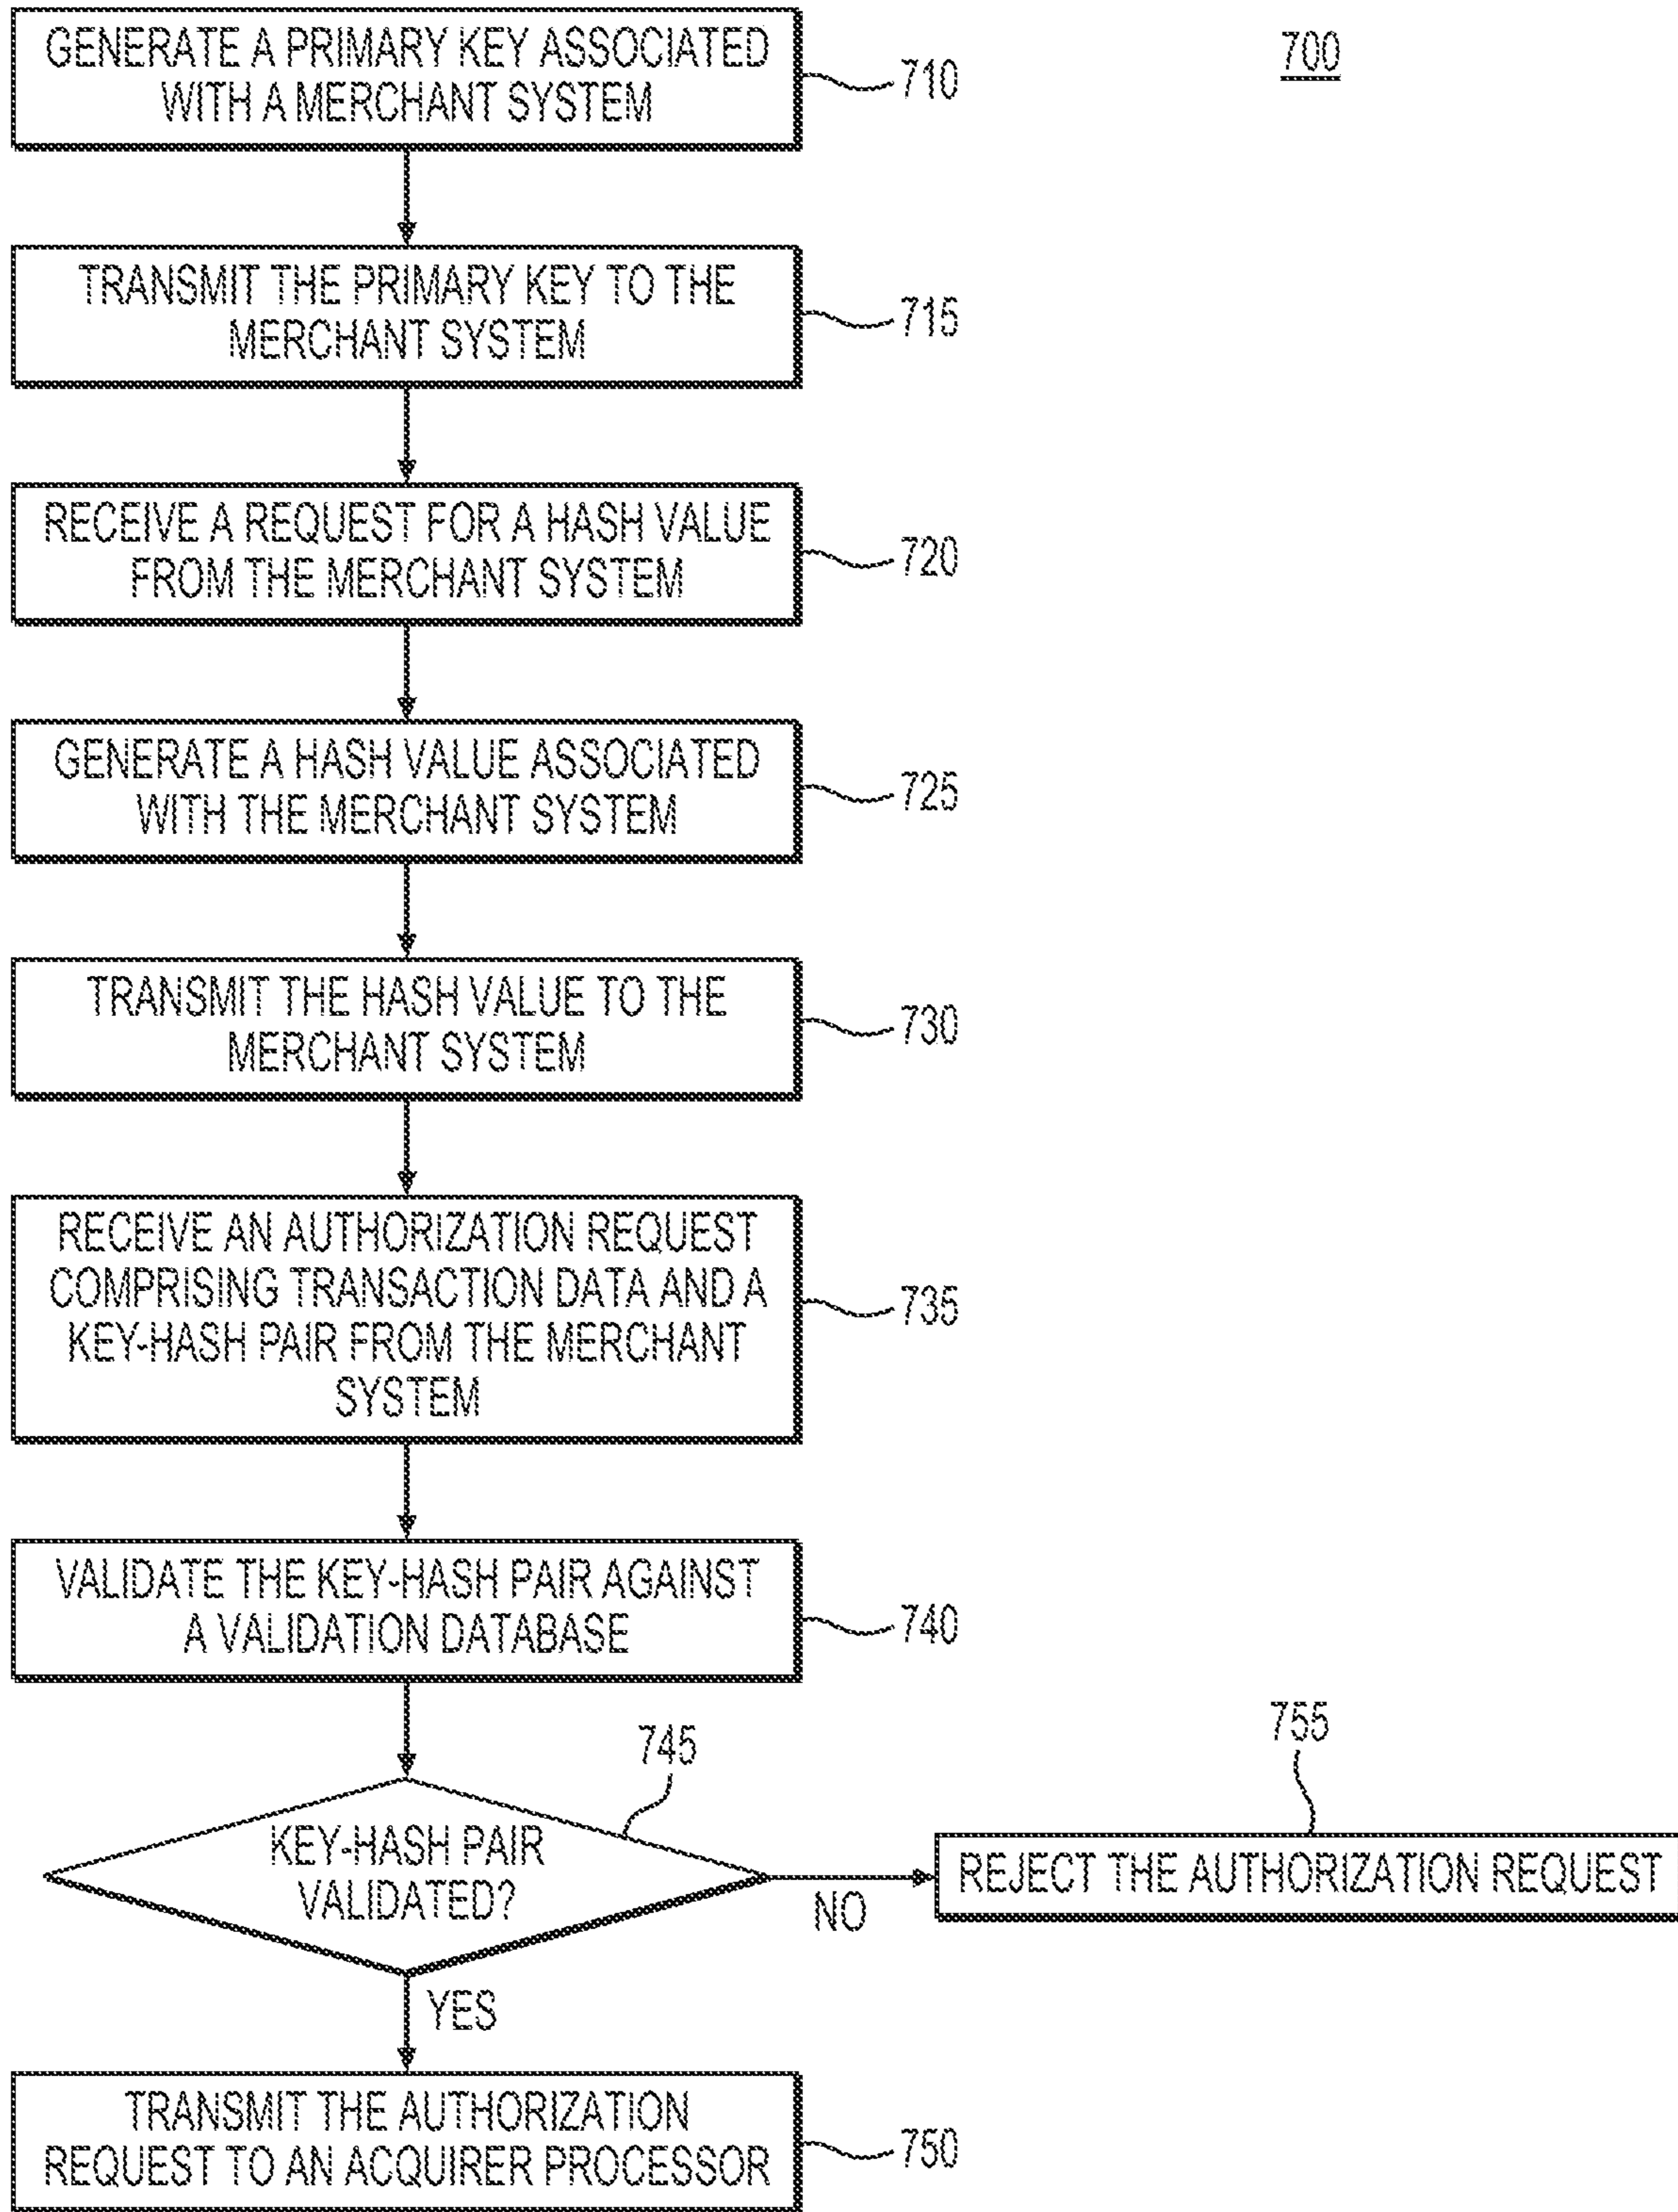 700
GENERATE A PRIMARY KEY ASSOCIATED
WITH A MERCHANT SYSTEM
710
TRANSMIT THE PRIMARY KEY TO THE
MERCHANT SYSTEM
715
RECEIVE A REQUEST FOR A HASH VALUE
FROM THE MERCHANT SYSTEM
720
GENERATE A HASH VALUE ASSOCIATED
WITH THE MERCHANT SYSTEM
725
TRANSMIT THE HASH VALUE TO THE
MERCHANT SYSTEM
730
RECEIVE AN AUTHORIZATION REQUEST
COMPRISING TRANSACTION DATA AND A
KEY-HASH PAIR FROM THE MERCHANT
SYSTEM
735
VALIDATE THE KEY-HASH PAIR AGAINST
A VALIDATION DATABASE
740
745
KEY-HASH PAIR
VALIDATED?
NO
755
REJECT THE AUTHORIZATION REQUEST
YES
TRANSMIT THE AUTHORIZATION
REQUEST TO AN ACQUIRER PROCESSOR
750